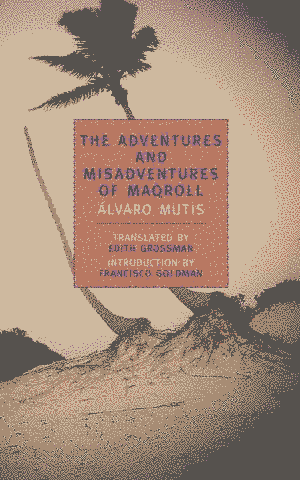 THE ADVENTURES
AND
MISADVENTURES
OF MAQROLL
ÁLVARO MUTIS
TRANSLATED BY
EDITH GROSSMAN
INTRODUCTION BY
FRANCISCO GOLDMAN